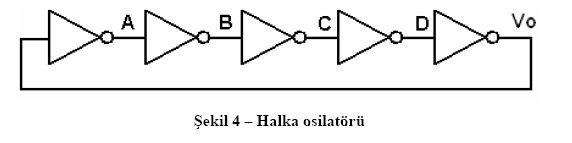 A B C D Vo
Şekil 4 – Halka osilatörü